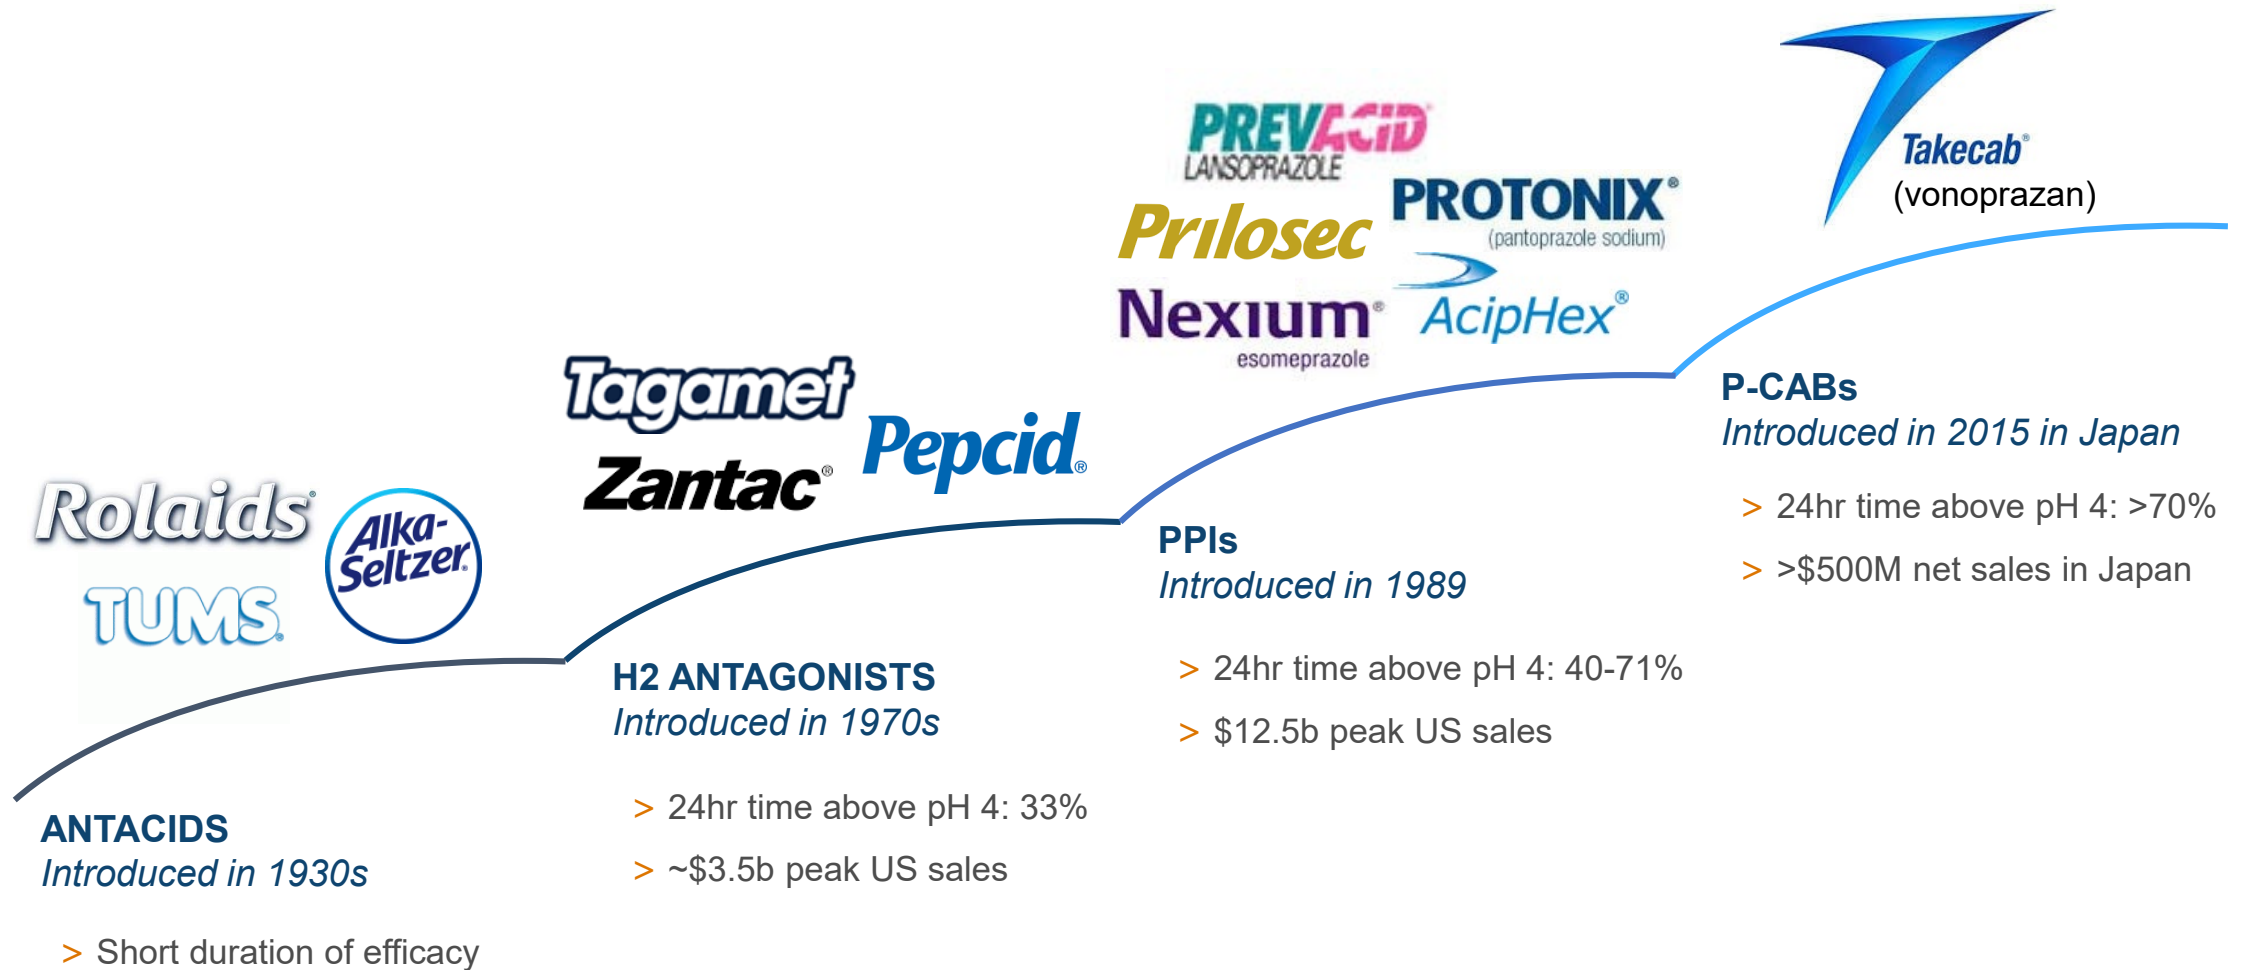 Rolaids®
TUMS®
Alka-
Seltzer®
ANTACIDS
Introduced in 1930s
> Short duration of efficacy
Tagamet
Zantac®
Pepcid®
H2 ANTAGONISTS
Introduced in 1970s
> 24hr time above pH 4: 33%
> ~$3.5b peak US sales
PREVACID®
LANSOPRAZOLE
Prilosec
PROTONIX®
(pantoprazole sodium)
Nexium®
esomeprazole
AcipHex®
PPIs
Introduced in 1989
> 24hr time above pH 4: 40-71%
> $12.5b peak US sales
Takecab®
(vonoprazan)
P-CABs
Introduced in 2015 in Japan
> 24hr time above pH 4: >70%
> >$500M net sales in Japan